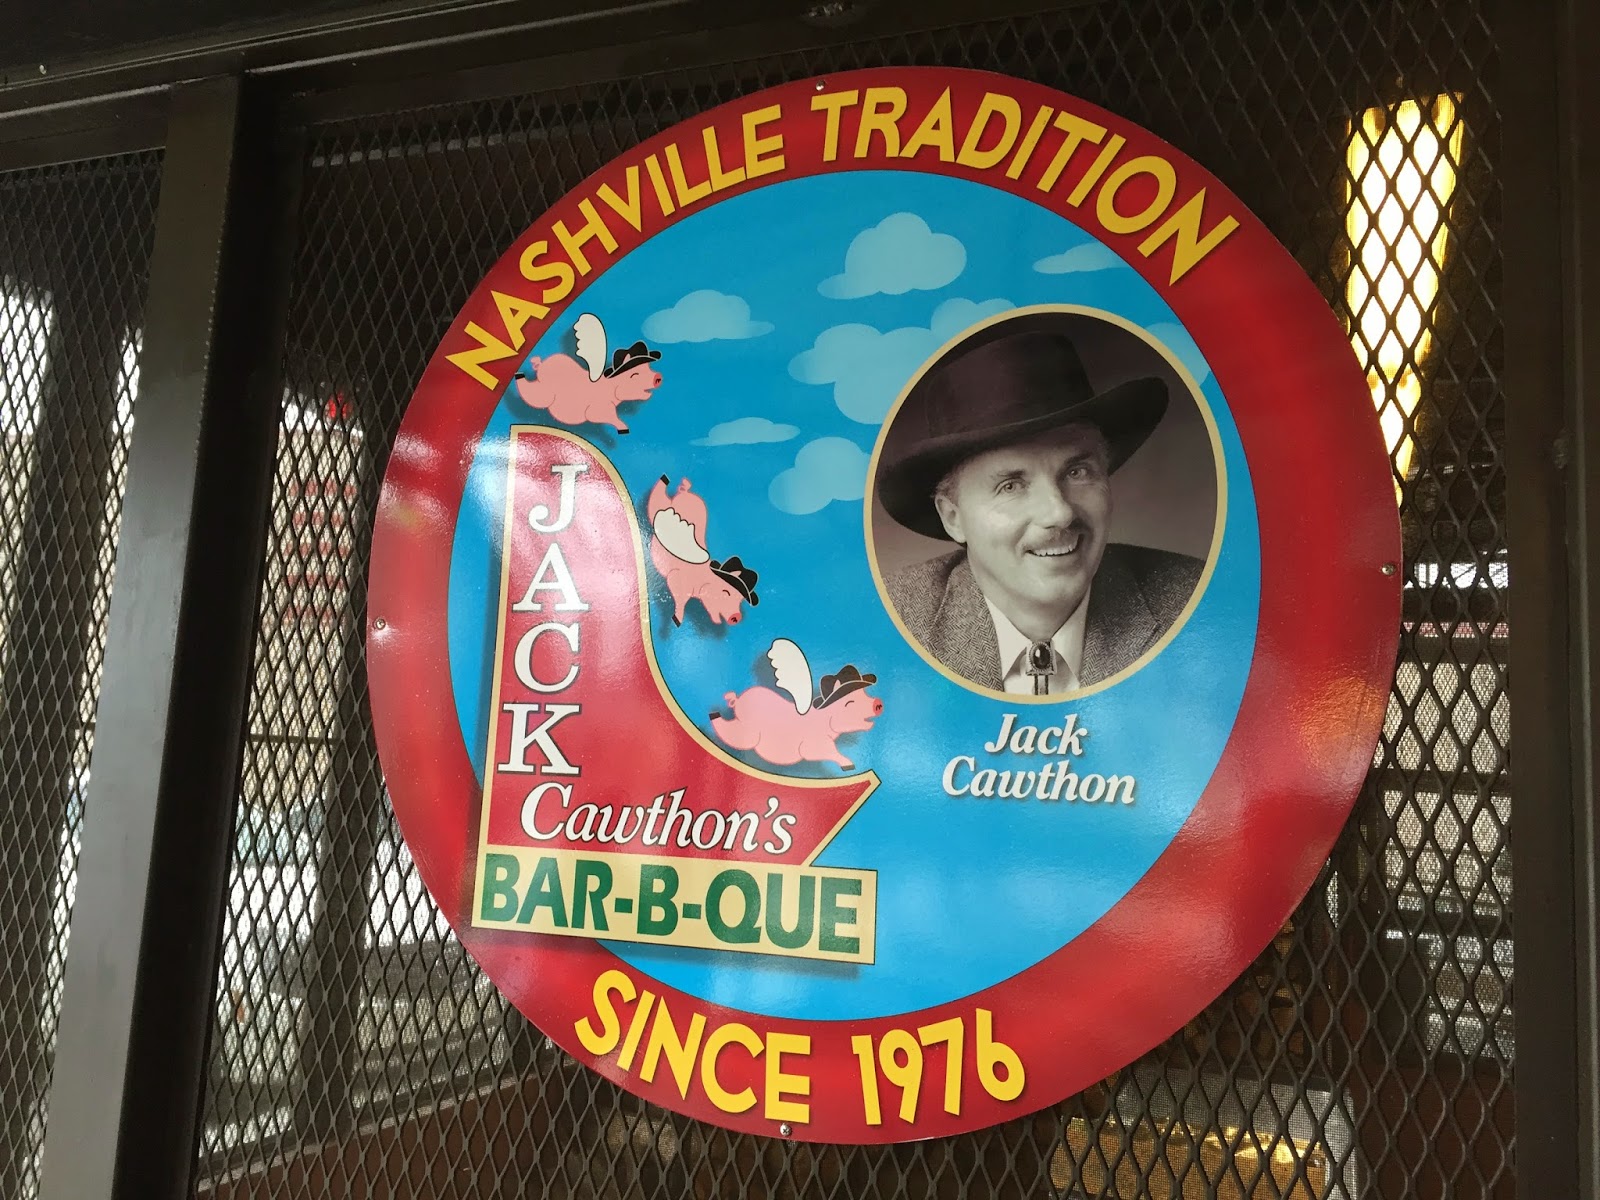 NASHVILLE TRADITION
JACK
Cawthon's
BAR-B-QUE
Jack
Cawthon
SINCE 1976